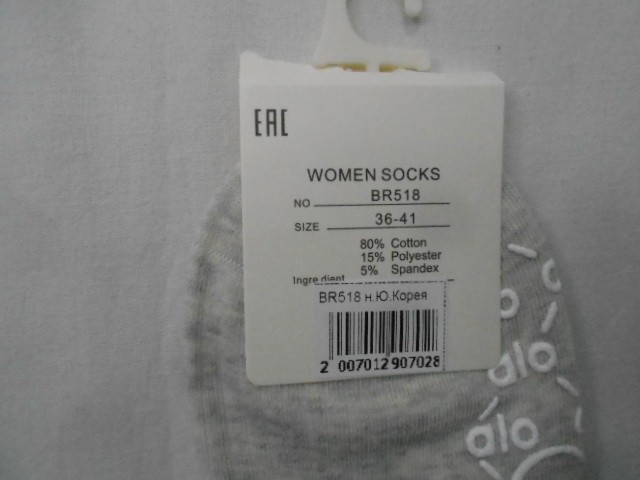 EAC
WOMEN SOCKS
NO BR518
SIZE 36-41
80% Cotton
15% Polyester
5% Spandex
Ingredient
BR518 н.Ю.Корея
2 007012 907028
alo
alo